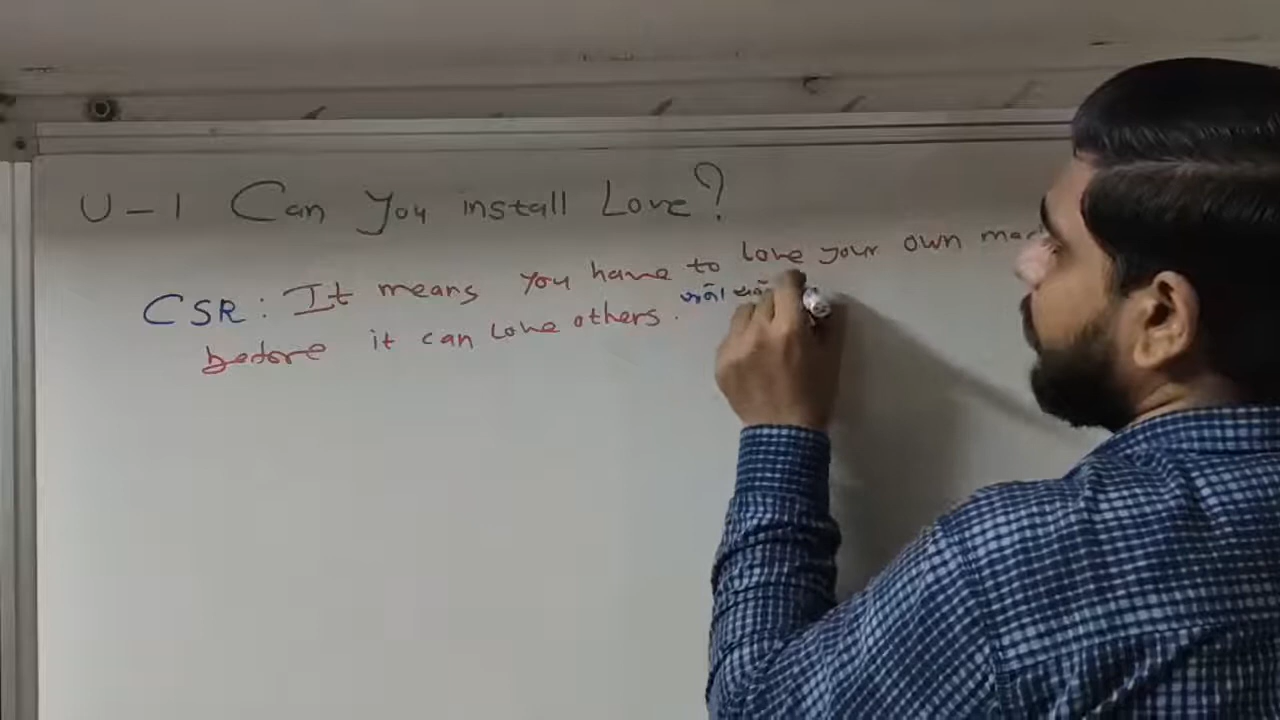 U-1 Can You install Love?
CSR: It means you have to love your own
before it can Love others.